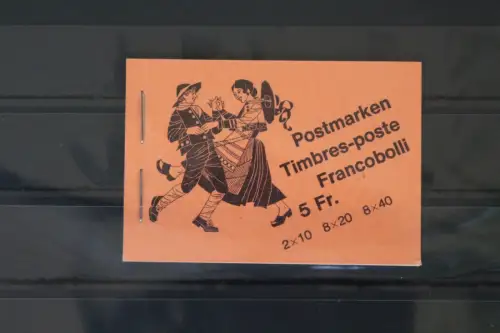 Postmarken
Timbres-poste
Francobolli
5 Fr.
2×10 8×20 8×40